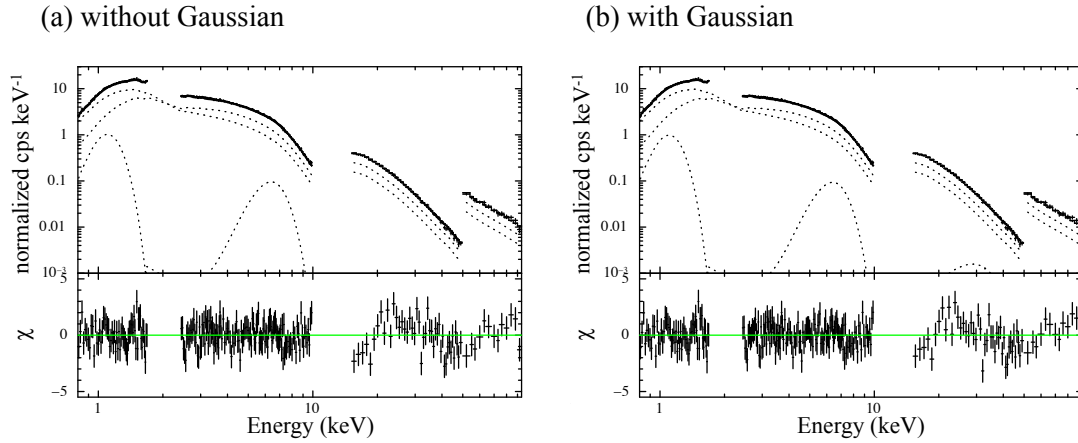 (a) without Gaussian
(b) with Gaussian
normalized cps keV⁻¹
10
1
0.1
0.01
10⁻³
χ
5
0
−5
1
10
Energy (keV)
normalized cps keV⁻¹
10
1
0.1
0.01
10⁻³
χ
5
0
−5
1
10
Energy (keV)